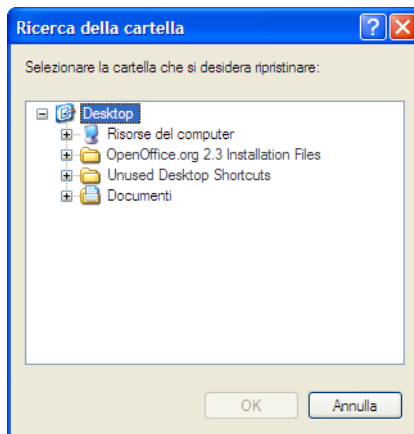 Ricerca della cartella
Selezionare la cartella che si desidera ripristinare:
Desktop
Risorse del computer
OpenOffice.org 2.3 Installation Files
Unused Desktop Shortcuts
Documenti
OK Annulla